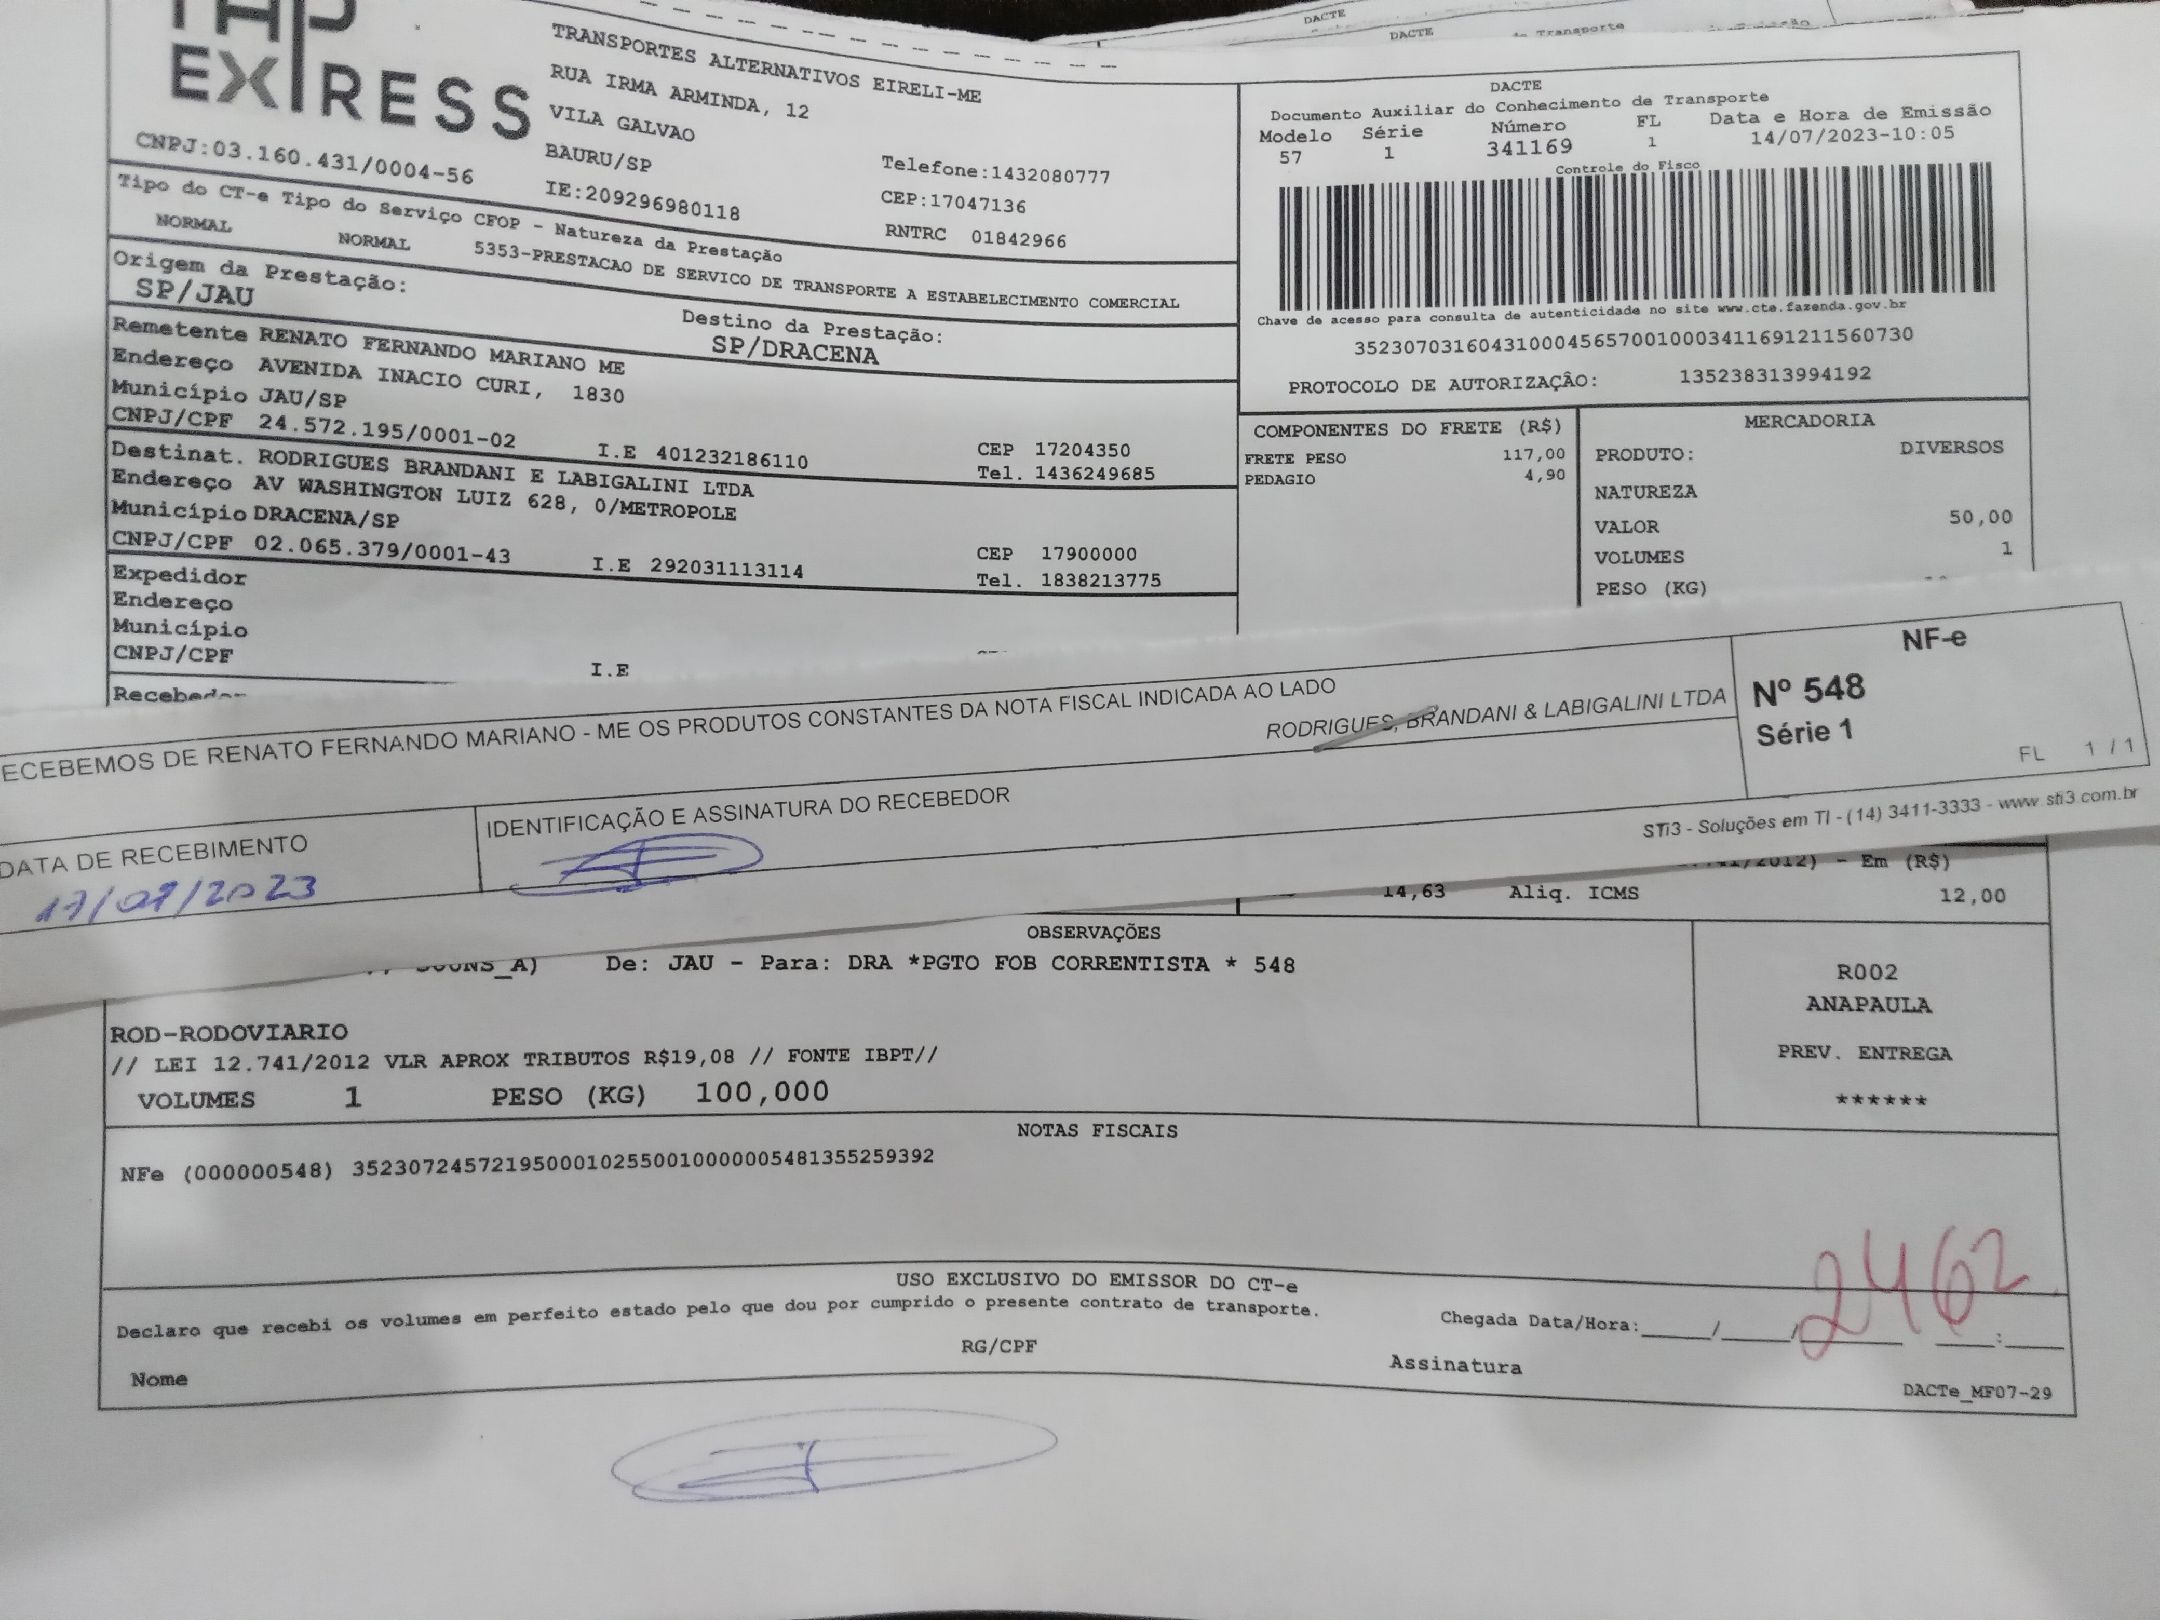 DACTE
DACTE
EXPRESS
CNPJ:03.160.431/0004-56
TRANSPORTES ALTERNATIVOS EIRELI-ME
RUA IRMA ARMINDA, 12
VILA GALVAO
BAURU/SP
IE:209296980118
Telefone:1432080777
CEP:17047136
RNTRC 01842966
Tipo do CT-e Tipo do Serviço CFOP - Natureza da Prestação
NORMAL NORMAL 5353-PRESTACAO DE SERVICO DE TRANSPORTE A ESTABELECIMENTO COMERCIAL
Origem da Prestação:
SP/JAU
Destino da Prestação:
SP/DRACENA
Remetente RENATO FERNANDO MARIANO ME
Endereço AVENIDA INACIO CURI, 1830
Município JAU/SP
CNPJ/CPF 24.572.195/0001-02 I.E 401232186110
CEP 17204350
Tel. 1436249685
Destinat. RODRIGUES BRANDANI E LABIGALINI LTDA
Endereço AV WASHINGTON LUIZ 628, 0/METROPOLE
Município DRACENA/SP
CNPJ/CPF 02.065.379/0001-43 I.E 292031113114
CEP 17900000
Tel. 1838213775
Expedidor
Endereço
Município
CNPJ/CPF
I.E
Recebedor
DACTE
Documento Auxiliar do Conhecimento de Transporte
Modelo Série Número FL Data e Hora de Emissão
57 1 341169 1 14/07/2023-10:05
Controle do Fisco
Chave de acesso para consulta de autenticidade no site www.cte.fazenda.gov.br
35230703160431000456570010003411691211560730
PROTOCOLO DE AUTORIZAÇÃO: 135238313994192
COMPONENTES DO FRETE (R$)
FRETE PESO 117,00
PEDAGIO 4,90
MERCADORIA
PRODUTO: DIVERSOS
NATUREZA
VALOR 50,00
VOLUMES 1
PESO (KG)
RECEBEMOS DE RENATO FERNANDO MARIANO - ME OS PRODUTOS CONSTANTES DA NOTA FISCAL INDICADA AO LADO
RODRIGUES, BRANDANI & LABIGALINI LTDA
NF-e
Nº 548
Série 1
FL 1 / 1
DATA DE RECEBIMENTO
17/07/2023
IDENTIFICAÇÃO E ASSINATURA DO RECEBEDOR
STi3 - Soluções em TI - (14) 3411-3333 - www.sti3.com.br
/2012) - Em (R$)
14,63 Aliq. ICMS 12,00
OBSERVAÇÕES
De: JAU - Para: DRA *PGTO FOB CORRENTISTA * 548
ROD-RODOVIARIO
// LEI 12.741/2012 VLR APROX TRIBUTOS R$19,08 // FONTE IBPT//
VOLUMES 1 PESO (KG) 100,000
R002
ANAPAULA
PREV. ENTREGA
******
NOTAS FISCAIS
NFe (000000548) 35230724572195000102550010000005481355259392
2462
USO EXCLUSIVO DO EMISSOR DO CT-e
Declaro que recebi os volumes em perfeito estado pelo que dou por cumprido o presente contrato de transporte.
Chegada Data/Hora:_____/_____/_____ ____:_____
Nome
RG/CPF
Assinatura
DACTe_MF07-29